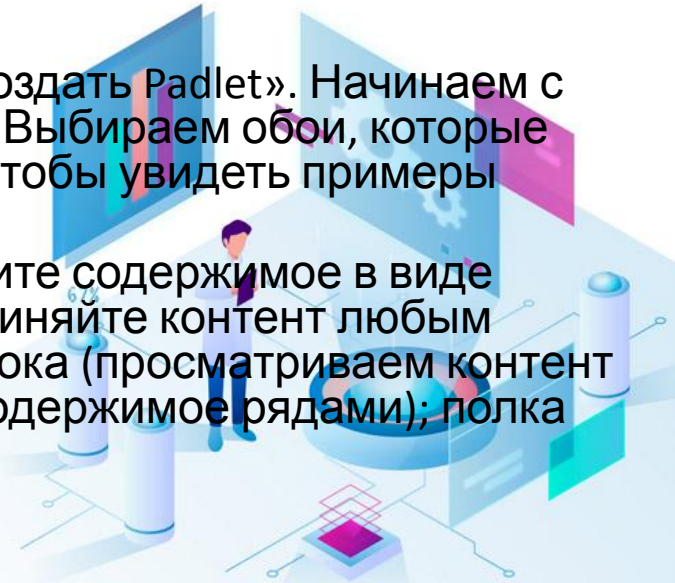 оздать Padlet». Начинаем с
Выбираем обои, которые
тобы увидеть примеры
ите содержимое в виде
иняйте контент любым
ока (просматриваем контент
одержимое рядами); полка
67%